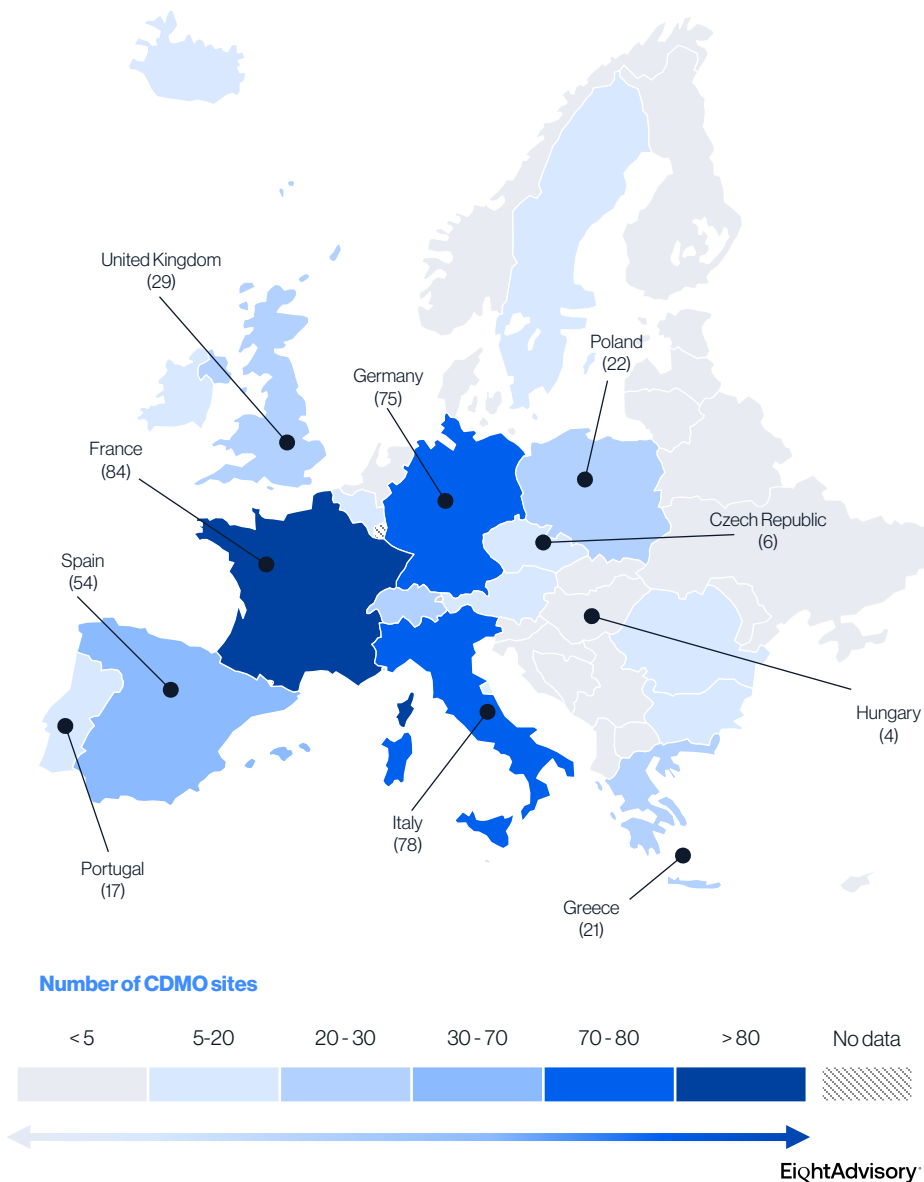 United Kingdom
(29)
Poland
(22)
Germany
(75)
France
(84)
Czech Republic
(6)
Spain
(54)
Hungary
(4)
Italy
(78)
Portugal
(17)
Greece
(21)
Number of CDMO sites
< 5
5-20
20 - 30
30 - 70
70 - 80
> 80
No data
EightAdvisory